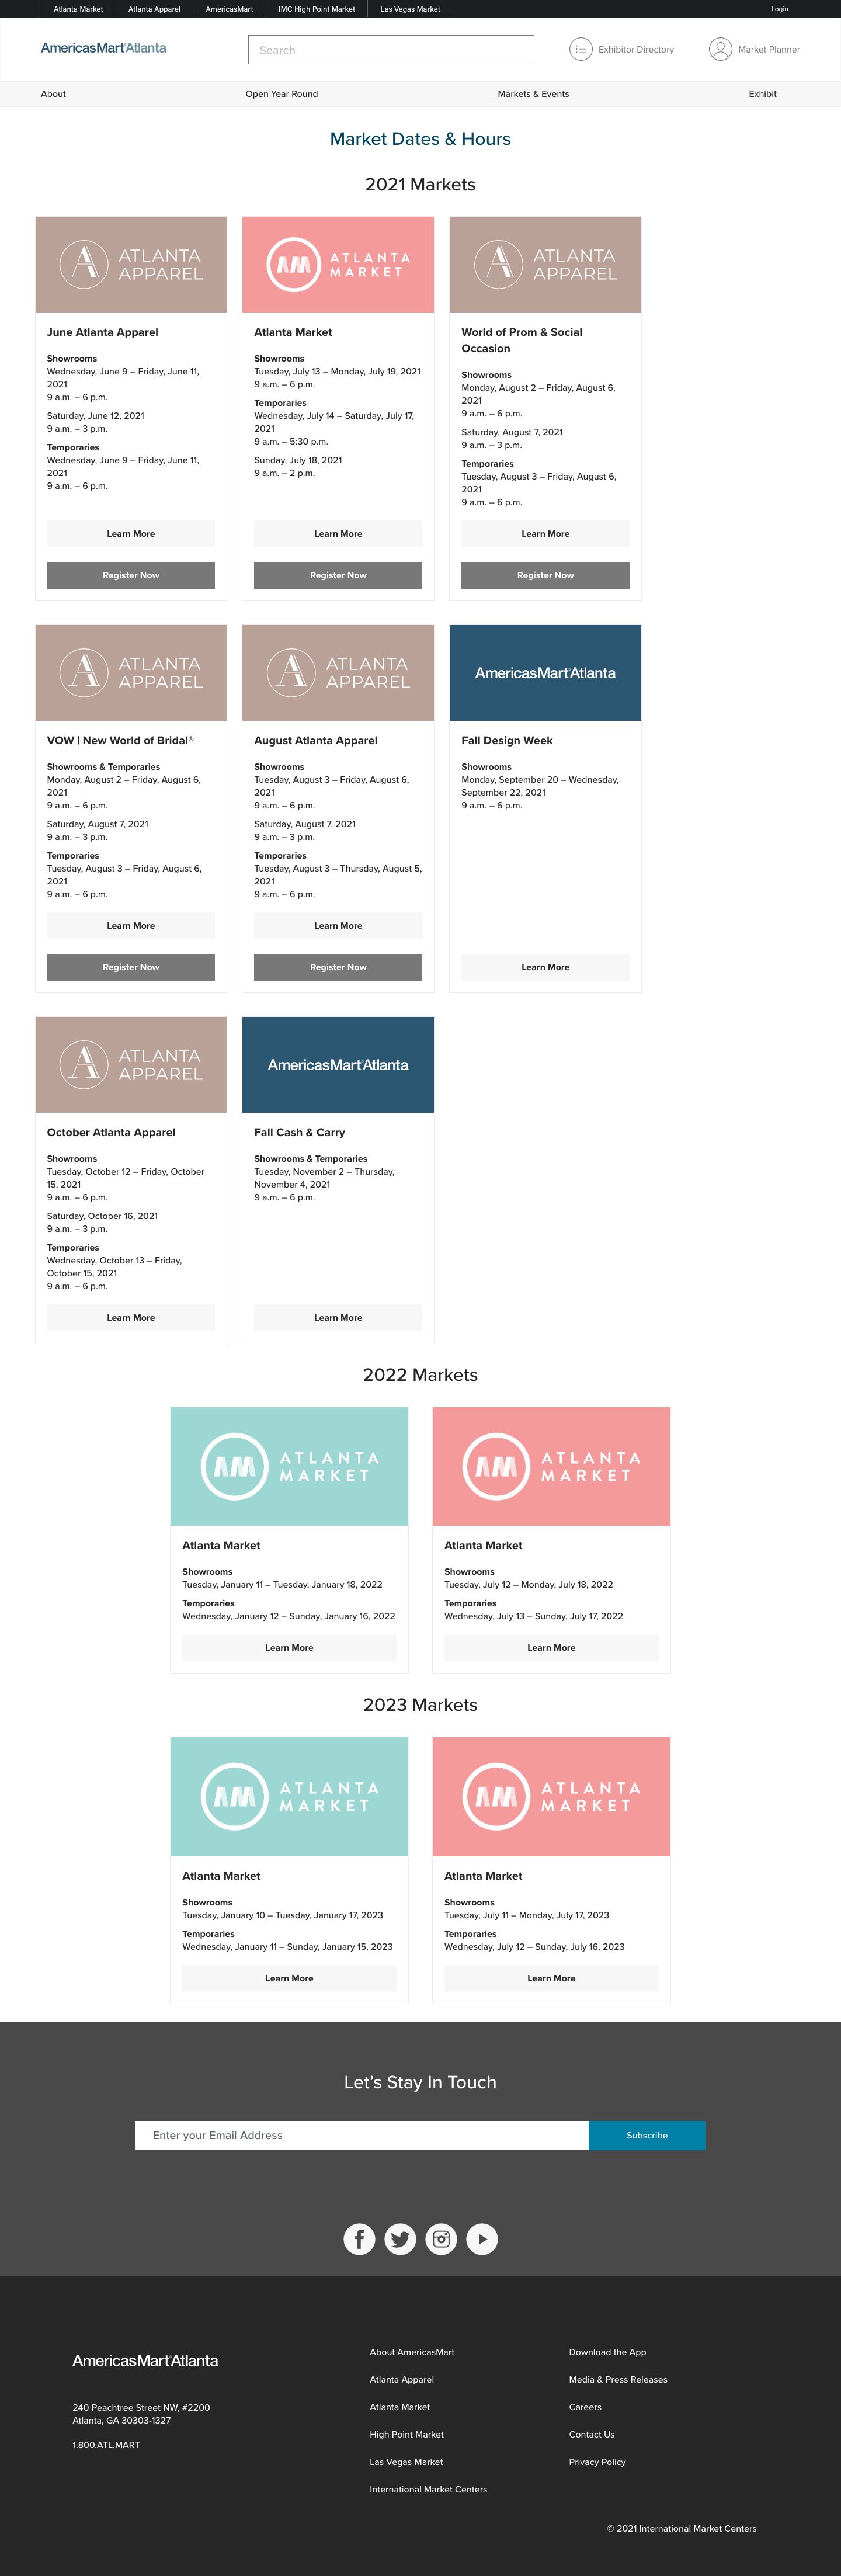 Atlanta Market Atlanta Apparel AmericasMart IMC High Point Market Las Vegas Market Login
AmericasMart Atlanta
Search
Exhibitor Directory
Market Planner
About Open Year Round Markets & Events Exhibit
Market Dates & Hours
2021 Markets
ATLANTA
APPAREL
June Atlanta Apparel
Showrooms
Wednesday, June 9 – Friday, June 11,
2021
9 a.m. – 6 p.m.
Saturday, June 12, 2021
9 a.m. – 3 p.m.
Temporaries
Wednesday, June 9 – Friday, June 11,
2021
9 a.m. – 6 p.m.
Learn More
Register Now
AM
ATLANTA
MARKET
Atlanta Market
Showrooms
Tuesday, July 13 – Monday, July 19, 2021
9 a.m. – 6 p.m.
Temporaries
Wednesday, July 14 – Saturday, July 17,
2021
9 a.m. – 5:30 p.m.
Sunday, July 18, 2021
9 a.m. – 2 p.m.
Learn More
Register Now
ATLANTA
APPAREL
World of Prom & Social
Occasion
Showrooms
Monday, August 2 – Friday, August 6,
2021
9 a.m. – 6 p.m.
Saturday, August 7, 2021
9 a.m. – 3 p.m.
Temporaries
Tuesday, August 3 – Friday, August 6,
2021
9 a.m. – 6 p.m.
Learn More
Register Now
ATLANTA
APPAREL
VOW | New World of Bridal®
Showrooms & Temporaries
Monday, August 2 – Friday, August 6,
2021
9 a.m. – 6 p.m.
Saturday, August 7, 2021
9 a.m. – 3 p.m.
Temporaries
Tuesday, August 3 – Friday, August 6,
2021
9 a.m. – 6 p.m.
Learn More
Register Now
ATLANTA
APPAREL
August Atlanta Apparel
Showrooms
Tuesday, August 3 – Friday, August 6,
2021
9 a.m. – 6 p.m.
Saturday, August 7, 2021
9 a.m. – 3 p.m.
Temporaries
Tuesday, August 3 – Thursday, August 5,
2021
9 a.m. – 6 p.m.
Learn More
Register Now
AmericasMart Atlanta
Fall Design Week
Showrooms
Monday, September 20 – Wednesday,
September 22, 2021
9 a.m. – 6 p.m.
Learn More
ATLANTA
APPAREL
October Atlanta Apparel
Showrooms
Tuesday, October 12 – Friday, October
15, 2021
9 a.m. – 6 p.m.
Saturday, October 16, 2021
9 a.m. – 3 p.m.
Temporaries
Wednesday, October 13 – Friday,
October 15, 2021
9 a.m. – 6 p.m.
Learn More
AmericasMart Atlanta
Fall Cash & Carry
Showrooms & Temporaries
Tuesday, November 2 – Thursday,
November 4, 2021
9 a.m. – 6 p.m.
Learn More
2022 Markets
AM
ATLANTA
MARKET
Atlanta Market
Showrooms
Tuesday, January 11 – Tuesday, January 18, 2022
Temporaries
Wednesday, January 12 – Sunday, January 16, 2022
Learn More
AM
ATLANTA
MARKET
Atlanta Market
Showrooms
Tuesday, July 12 – Monday, July 18, 2022
Temporaries
Wednesday, July 13 – Sunday, July 17, 2022
Learn More
2023 Markets
AM
ATLANTA
MARKET
Atlanta Market
Showrooms
Tuesday, January 10 – Tuesday, January 17, 2023
Temporaries
Wednesday, January 11 – Sunday, January 15, 2023
Learn More
AM
ATLANTA
MARKET
Atlanta Market
Showrooms
Tuesday, July 11 – Monday, July 17, 2023
Temporaries
Wednesday, July 12 – Sunday, July 16, 2023
Learn More
Let's Stay In Touch
Enter your Email Address
Subscribe
AmericasMart Atlanta
240 Peachtree Street NW, #2200
Atlanta, GA 30303-1327
1.800.ATL.MART
About AmericasMart
Atlanta Apparel
Atlanta Market
High Point Market
Las Vegas Market
International Market Centers
Download the App
Media & Press Releases
Careers
Contact Us
Privacy Policy
© 2021 International Market Centers